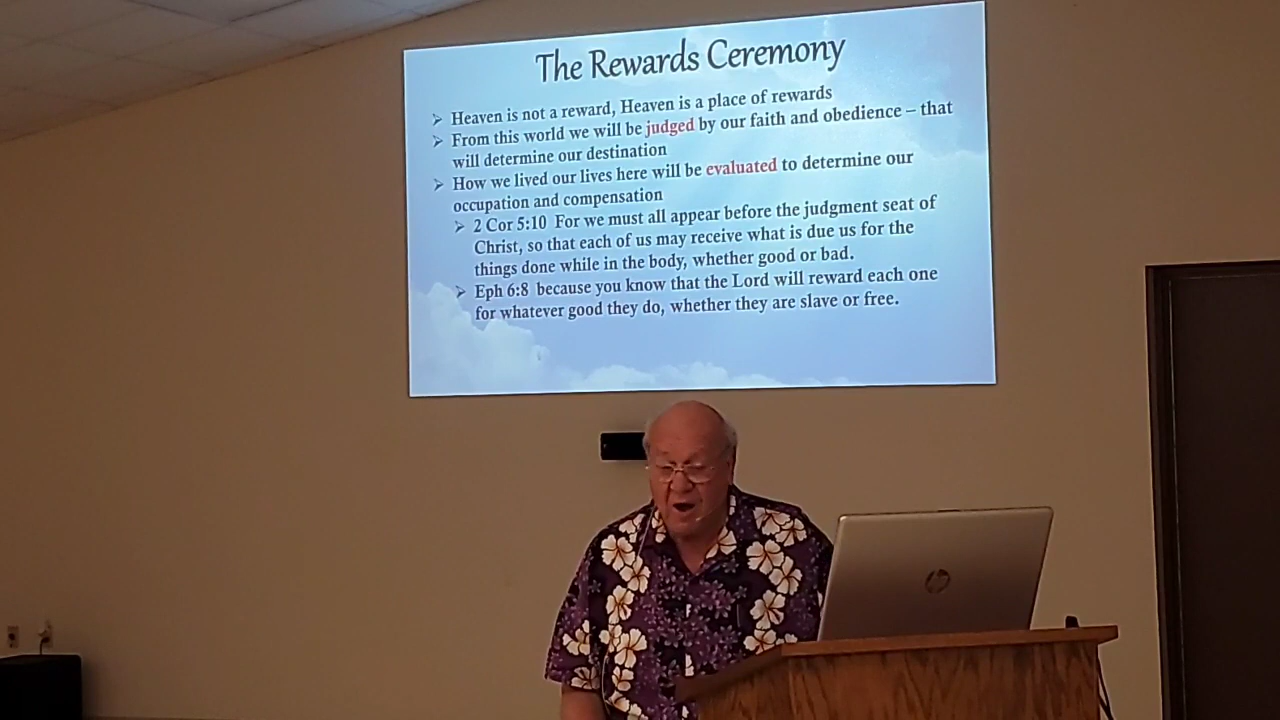 The Rewards Ceremony
➢ Heaven is not a reward, Heaven is a place of rewards
➢ From this world we will be judged by our faith and obedience – that
will determine our destination
➢ How we lived our lives here will be evaluated to determine our
occupation and compensation
➢ 2 Cor 5:10 For we must all appear before the judgment seat of
Christ, so that each of us may receive what is due us for the
things done while in the body, whether good or bad.
➢ Eph 6:8 because you know that the Lord will reward each one
for whatever good they do, whether they are slave or free.
hp